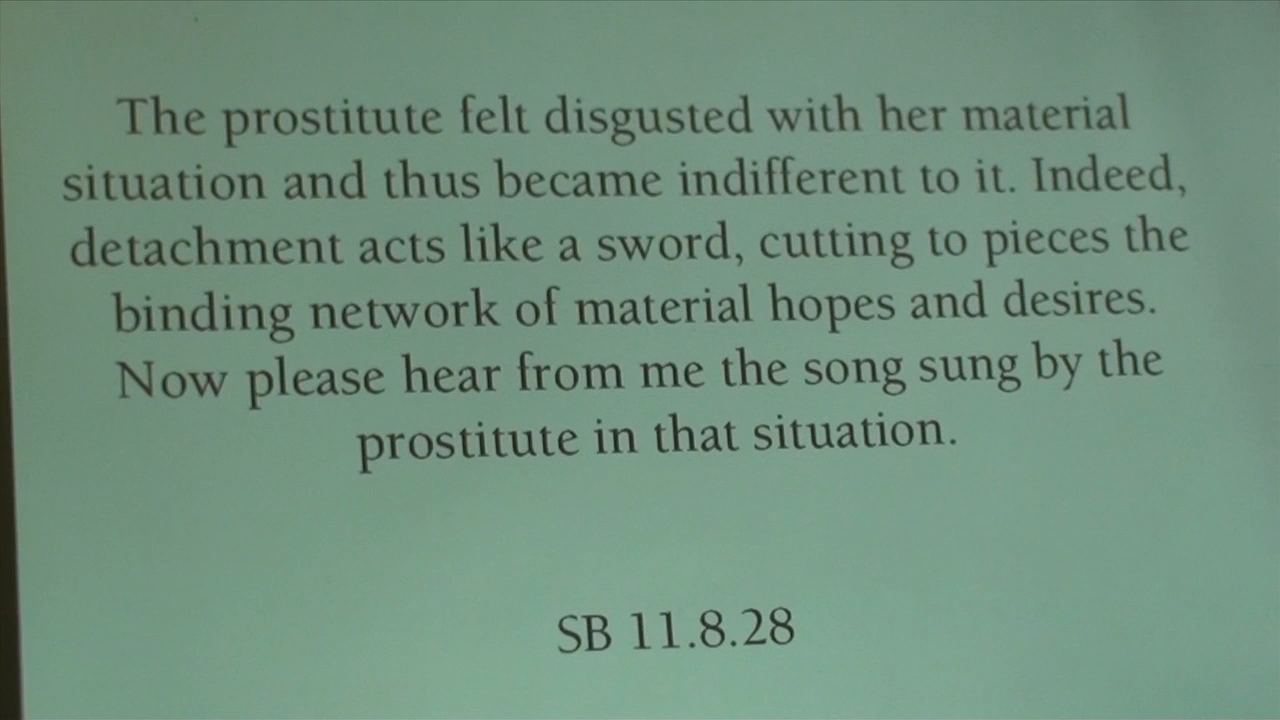 The prostitute felt disgusted with her material
situation and thus became indifferent to it. Indeed,
detachment acts like a sword, cutting to pieces the
binding network of material hopes and desires.
Now please hear from me the song sung by the
prostitute in that situation.
SB 11.8.28